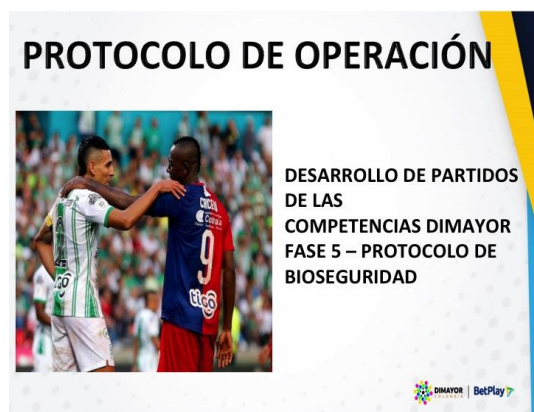 PROTOCOLO DE OPERACIÓN
DESARROLLO DE PARTIDOS
DE LAS
COMPETENCIAS DIMAYOR
FASE 5 – PROTOCOLO DE
BIOSEGURIDAD
9
tigo
DIMAYOR
COLOMBIA
BetPlay